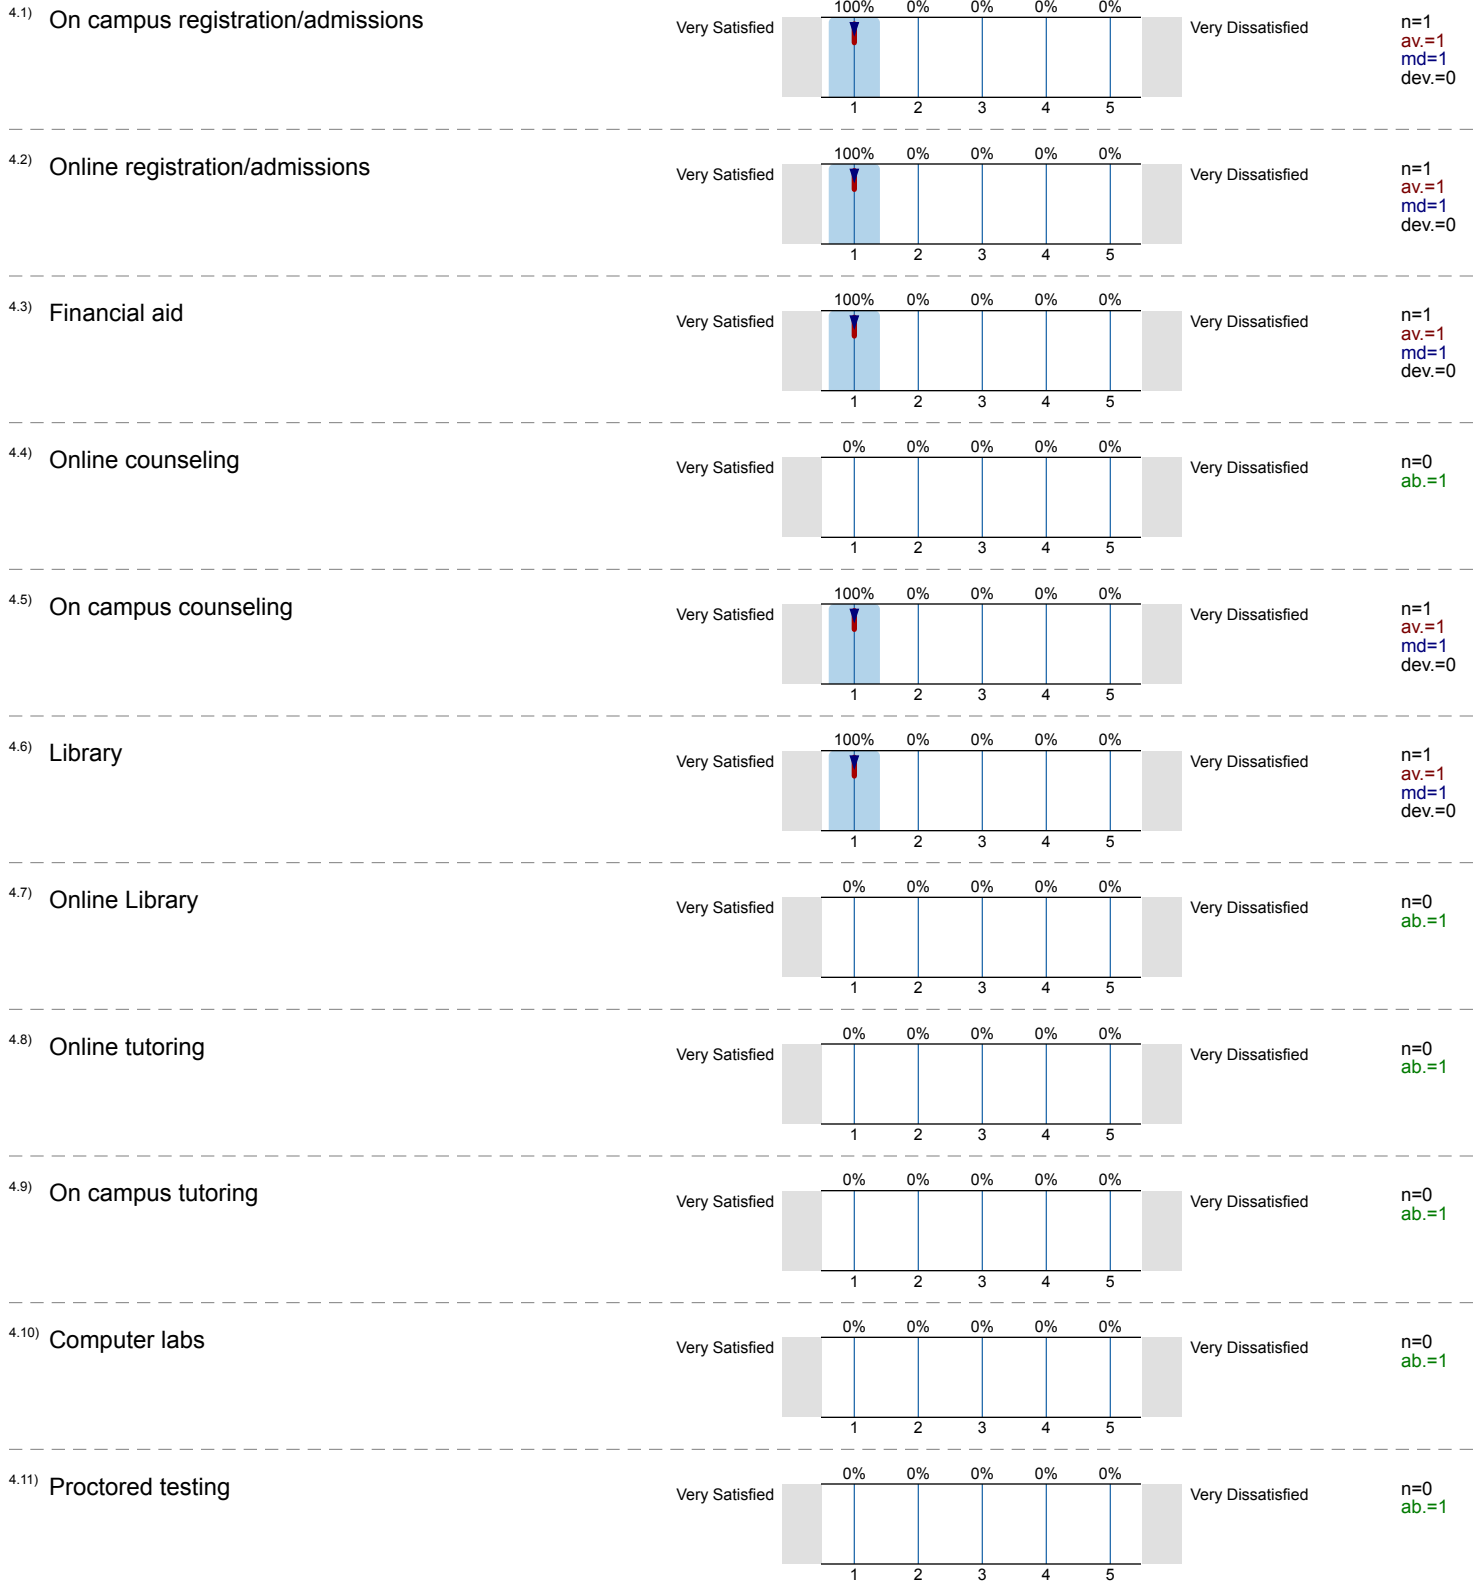 4.1) On campus registration/admissions
100% 0% 0% 0% 0%
Very Satisfied Very Dissatisfied n=1
av.=1
md=1
dev.=0
1 2 3 4 5
4.2) Online registration/admissions
100% 0% 0% 0% 0%
Very Satisfied Very Dissatisfied n=1
av.=1
md=1
dev.=0
1 2 3 4 5
4.3) Financial aid
100% 0% 0% 0% 0%
Very Satisfied Very Dissatisfied n=1
av.=1
md=1
dev.=0
1 2 3 4 5
4.4) Online counseling
0% 0% 0% 0% 0%
Very Satisfied Very Dissatisfied n=0
ab.=1
1 2 3 4 5
4.5) On campus counseling
100% 0% 0% 0% 0%
Very Satisfied Very Dissatisfied n=1
av.=1
md=1
dev.=0
1 2 3 4 5
4.6) Library
100% 0% 0% 0% 0%
Very Satisfied Very Dissatisfied n=1
av.=1
md=1
dev.=0
1 2 3 4 5
4.7) Online Library
0% 0% 0% 0% 0%
Very Satisfied Very Dissatisfied n=0
ab.=1
1 2 3 4 5
4.8) Online tutoring
0% 0% 0% 0% 0%
Very Satisfied Very Dissatisfied n=0
ab.=1
1 2 3 4 5
4.9) On campus tutoring
0% 0% 0% 0% 0%
Very Satisfied Very Dissatisfied n=0
ab.=1
1 2 3 4 5
4.10) Computer labs
0% 0% 0% 0% 0%
Very Satisfied Very Dissatisfied n=0
ab.=1
1 2 3 4 5
4.11) Proctored testing
0% 0% 0% 0% 0%
Very Satisfied Very Dissatisfied n=0
ab.=1
1 2 3 4 5